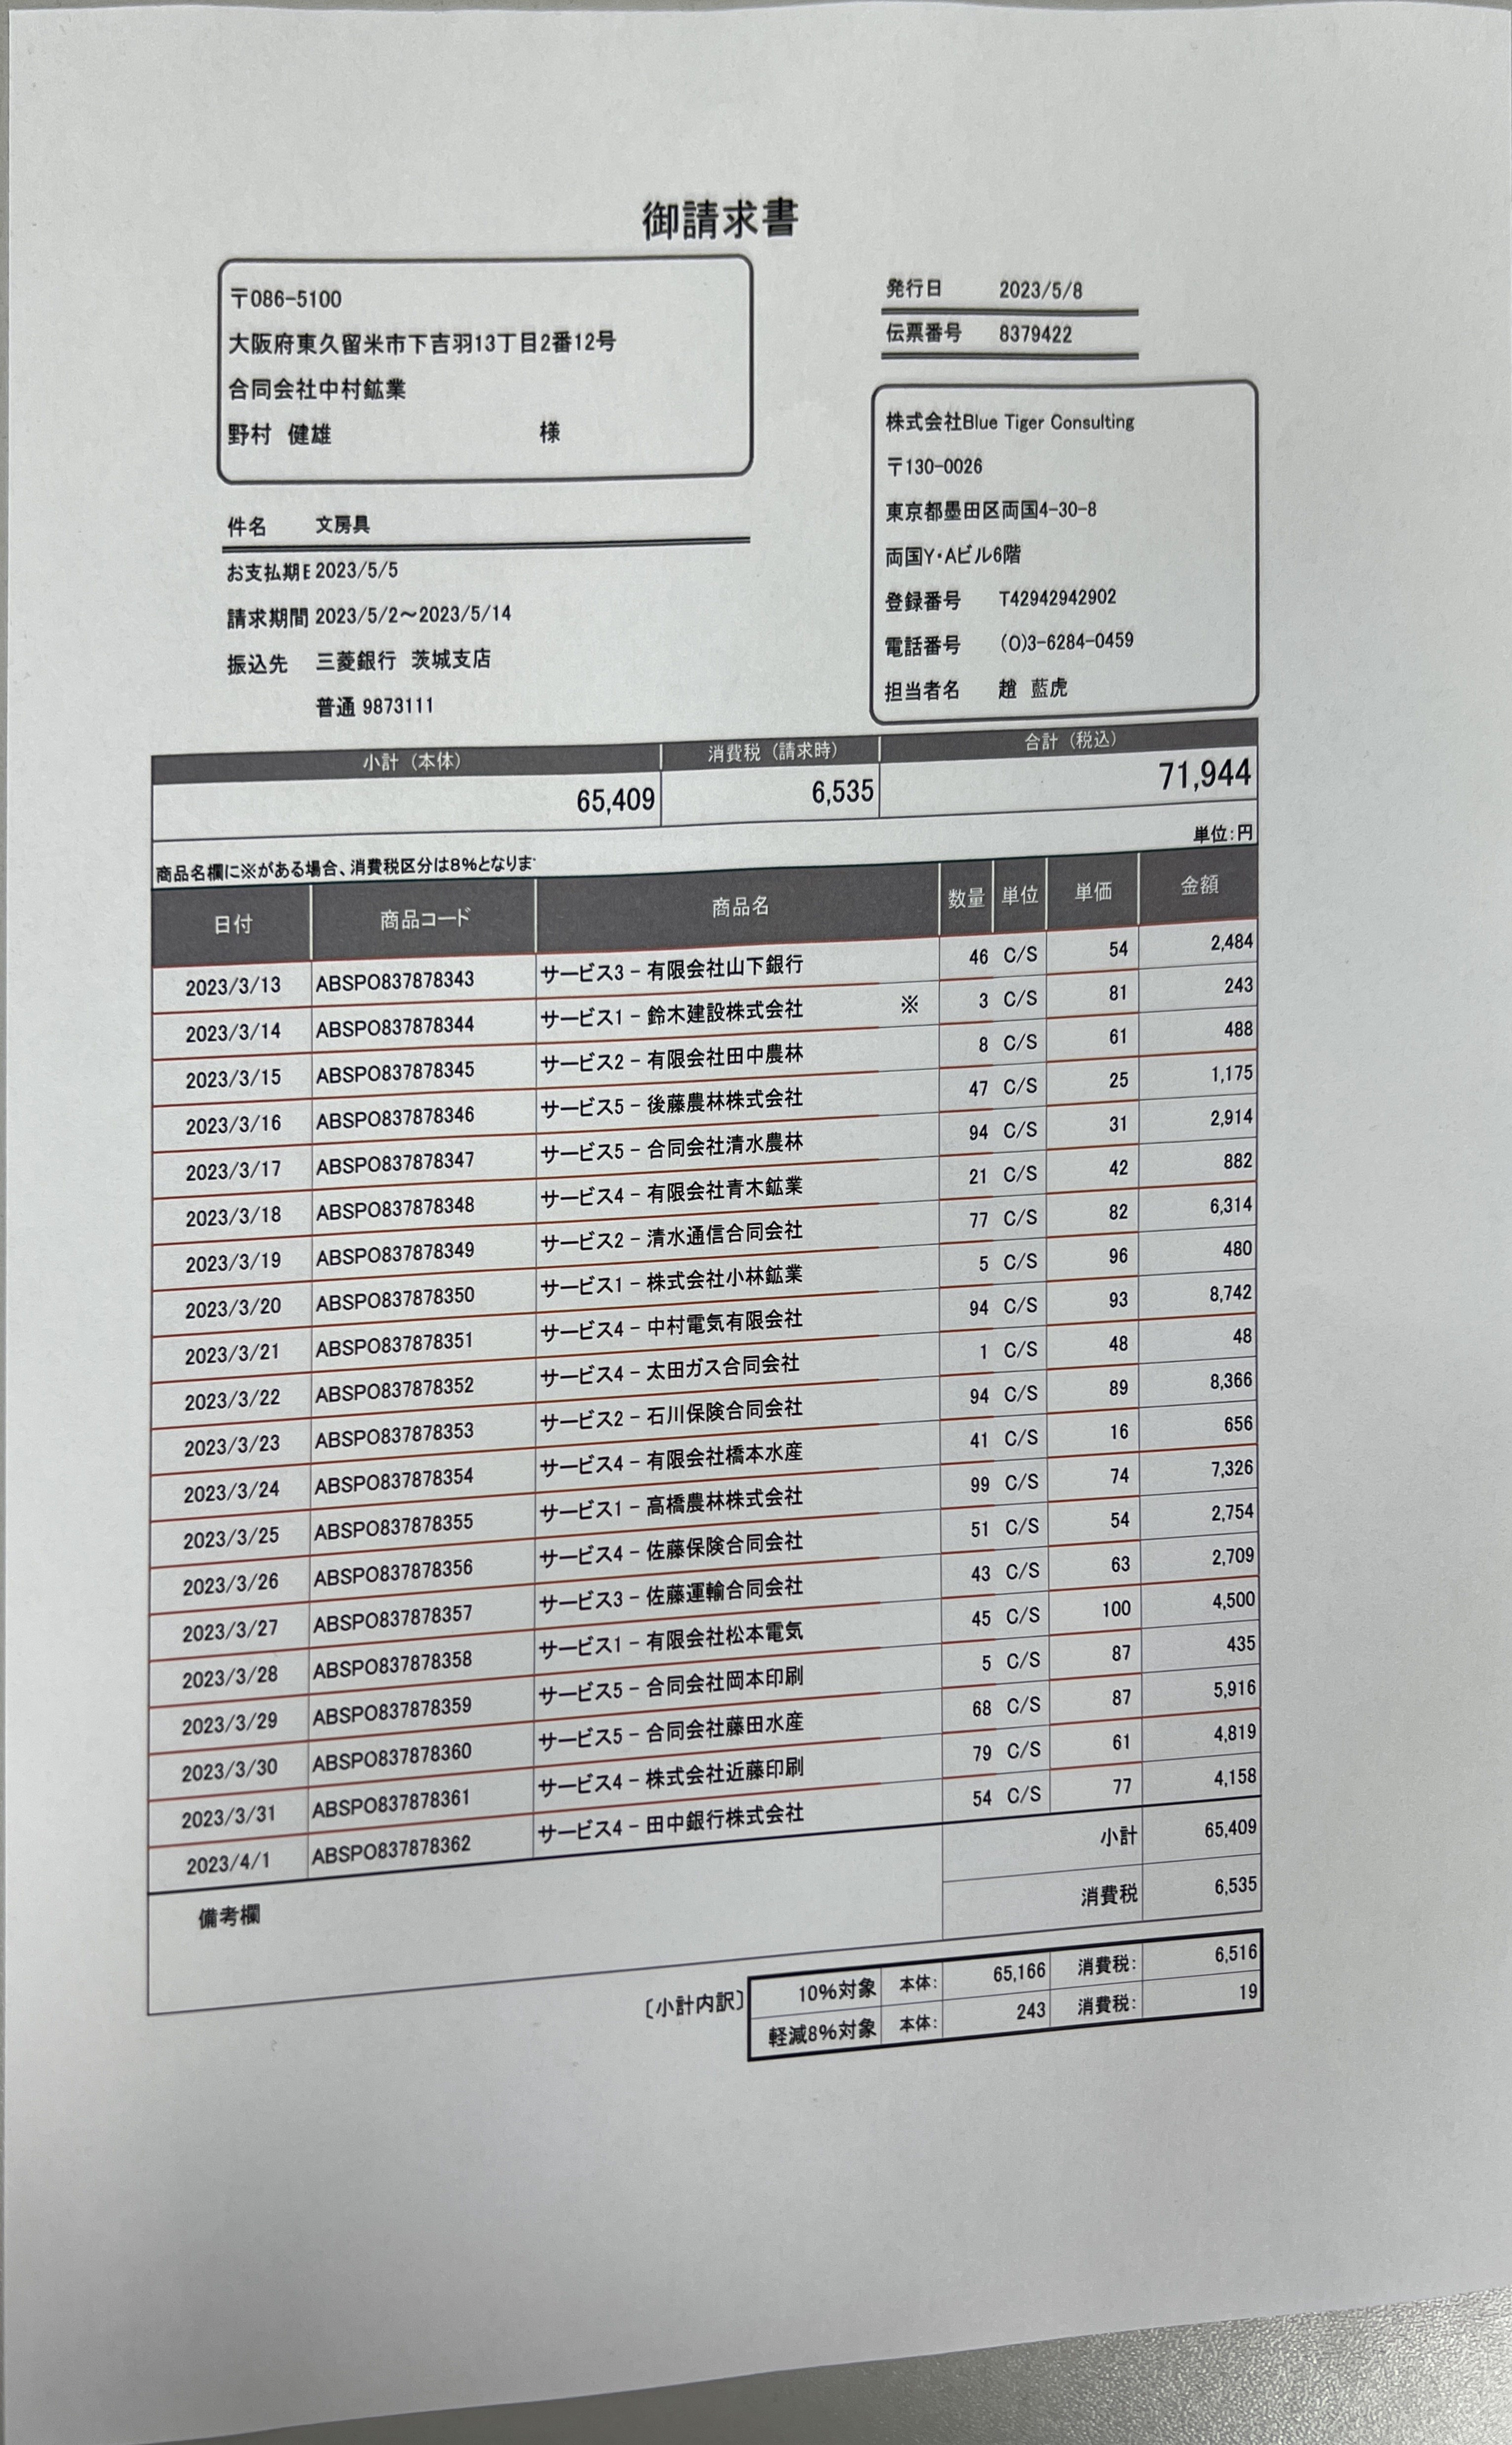 御請求書
〒086-5100
大阪府東久留米市下吉羽13丁目2番12号
合同会社中村鉱業
野村 健雄 様
発行日 2023/5/8
伝票番号 8379422
株式会社Blue Tiger Consulting
〒130-0026
東京都墨田区両国4-30-8
両国Y・Aビル6階
登録番号 T42942942902
電話番号 (0)3-6284-0459
担当者名 趙 藍虎
件名 文房具
お支払期日 2023/5/5
請求期間 2023/5/2～2023/5/14
振込先 三菱銀行 茨城支店
普通 9873111
小計（本体） 消費税（請求時） 合計（税込）
65,409 6,535 71,944
単位：円
商品名欄に※がある場合、消費税区分は8%となりま
日付 商品コード 商品名 数量 単位 単価 金額
2023/3/13 ABSPO837878343 サービス3 - 有限会社山下銀行 46 C/S 54 2,484
2023/3/14 ABSPO837878344 サービス1 - 鈴木建設株式会社 ※ 3 C/S 81 243
2023/3/15 ABSPO837878345 サービス2 - 有限会社田中農林 8 C/S 61 488
2023/3/16 ABSPO837878346 サービス5 - 後藤農林株式会社 47 C/S 25 1,175
2023/3/17 ABSPO837878347 サービス5 - 合同会社清水農林 94 C/S 31 2,914
2023/3/18 ABSPO837878348 サービス4 - 有限会社青木鉱業 21 C/S 42 882
2023/3/19 ABSPO837878349 サービス2 - 清水通信合同会社 77 C/S 82 6,314
2023/3/20 ABSPO837878350 サービス1 - 株式会社小林鉱業 5 C/S 96 480
2023/3/21 ABSPO837878351 サービス4 - 中村電気有限会社 94 C/S 93 8,742
2023/3/22 ABSPO837878352 サービス4 - 太田ガス合同会社 1 C/S 48 48
2023/3/23 ABSPO837878353 サービス2 - 石川保険合同会社 94 C/S 89 8,366
2023/3/24 ABSPO837878354 サービス4 - 有限会社橋本水産 41 C/S 16 656
2023/3/25 ABSPO837878355 サービス1 - 高橋農林株式会社 99 C/S 74 7,326
2023/3/26 ABSPO837878356 サービス4 - 佐藤保険合同会社 51 C/S 54 2,754
2023/3/27 ABSPO837878357 サービス3 - 佐藤運輸合同会社 43 C/S 63 2,709
2023/3/28 ABSPO837878358 サービス1 - 有限会社松本電気 45 C/S 100 4,500
2023/3/29 ABSPO837878359 サービス5 - 合同会社岡本印刷 5 C/S 87 435
2023/3/30 ABSPO837878360 サービス5 - 合同会社藤田水産 68 C/S 87 5,916
2023/3/31 ABSPO837878361 サービス4 - 株式会社近藤印刷 79 C/S 61 4,819
2023/4/1 ABSPO837878362 サービス4 - 田中銀行株式会社 54 C/S 77 4,158
小計 65,409
備考欄 消費税 6,535
〔小計内訳〕 10%対象 本体： 65,166 消費税： 6,516
軽減8%対象 本体： 243 消費税： 19